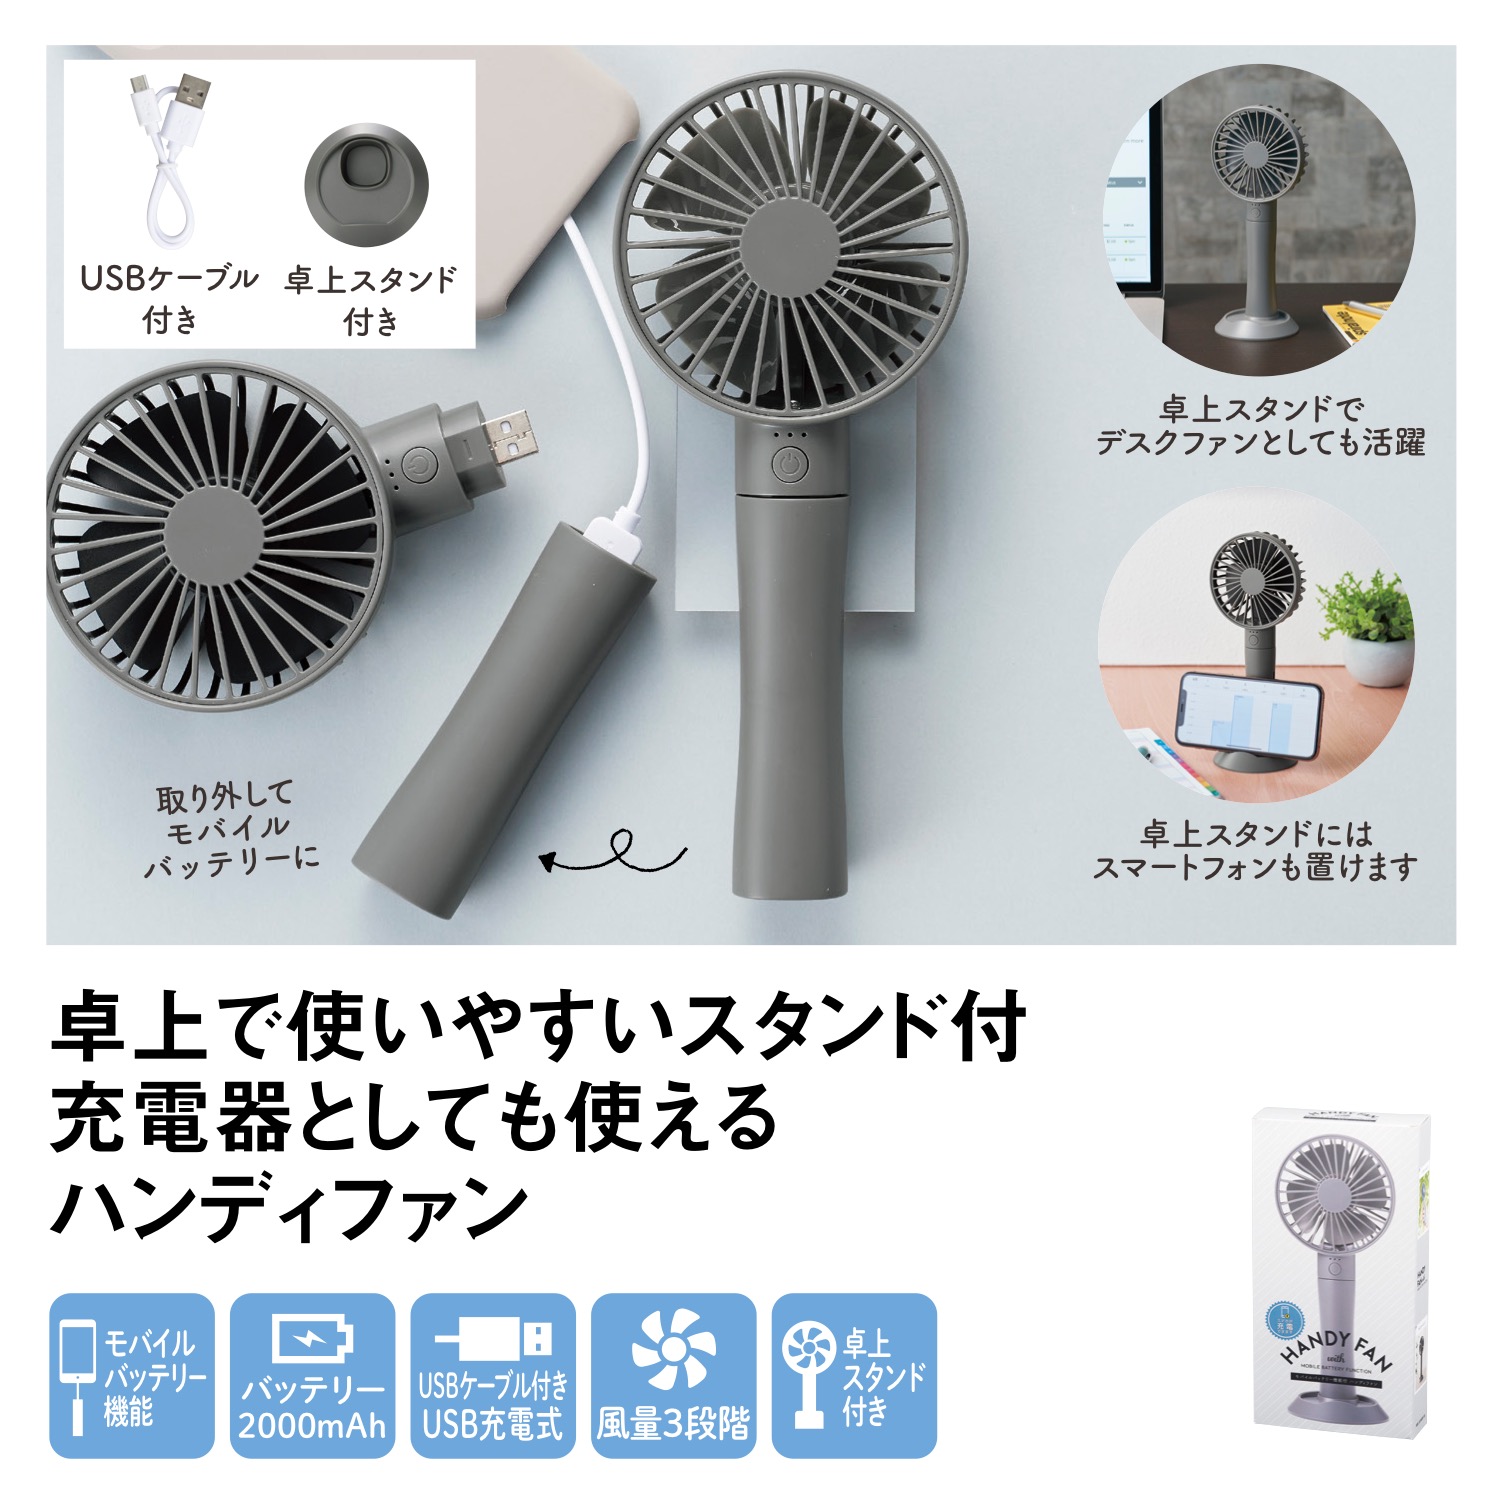 USBケーブル
付き
卓上スタンド
付き
卓上スタンドで
デスクファンとしても活躍
取り外して
モバイル
バッテリーに
卓上スタンドには
スマートフォンも置けます
卓上で使いやすいスタンド付
充電器としても使える
ハンディファン
モバイル
バッテリー
機能
バッテリー
2000mAh
USBケーブル付き
USB充電式
風量3段階
卓上
スタンド
付き
HANDY FAN
充電
HANDY FAN
with
MOBILE BATTERY FUNCTION